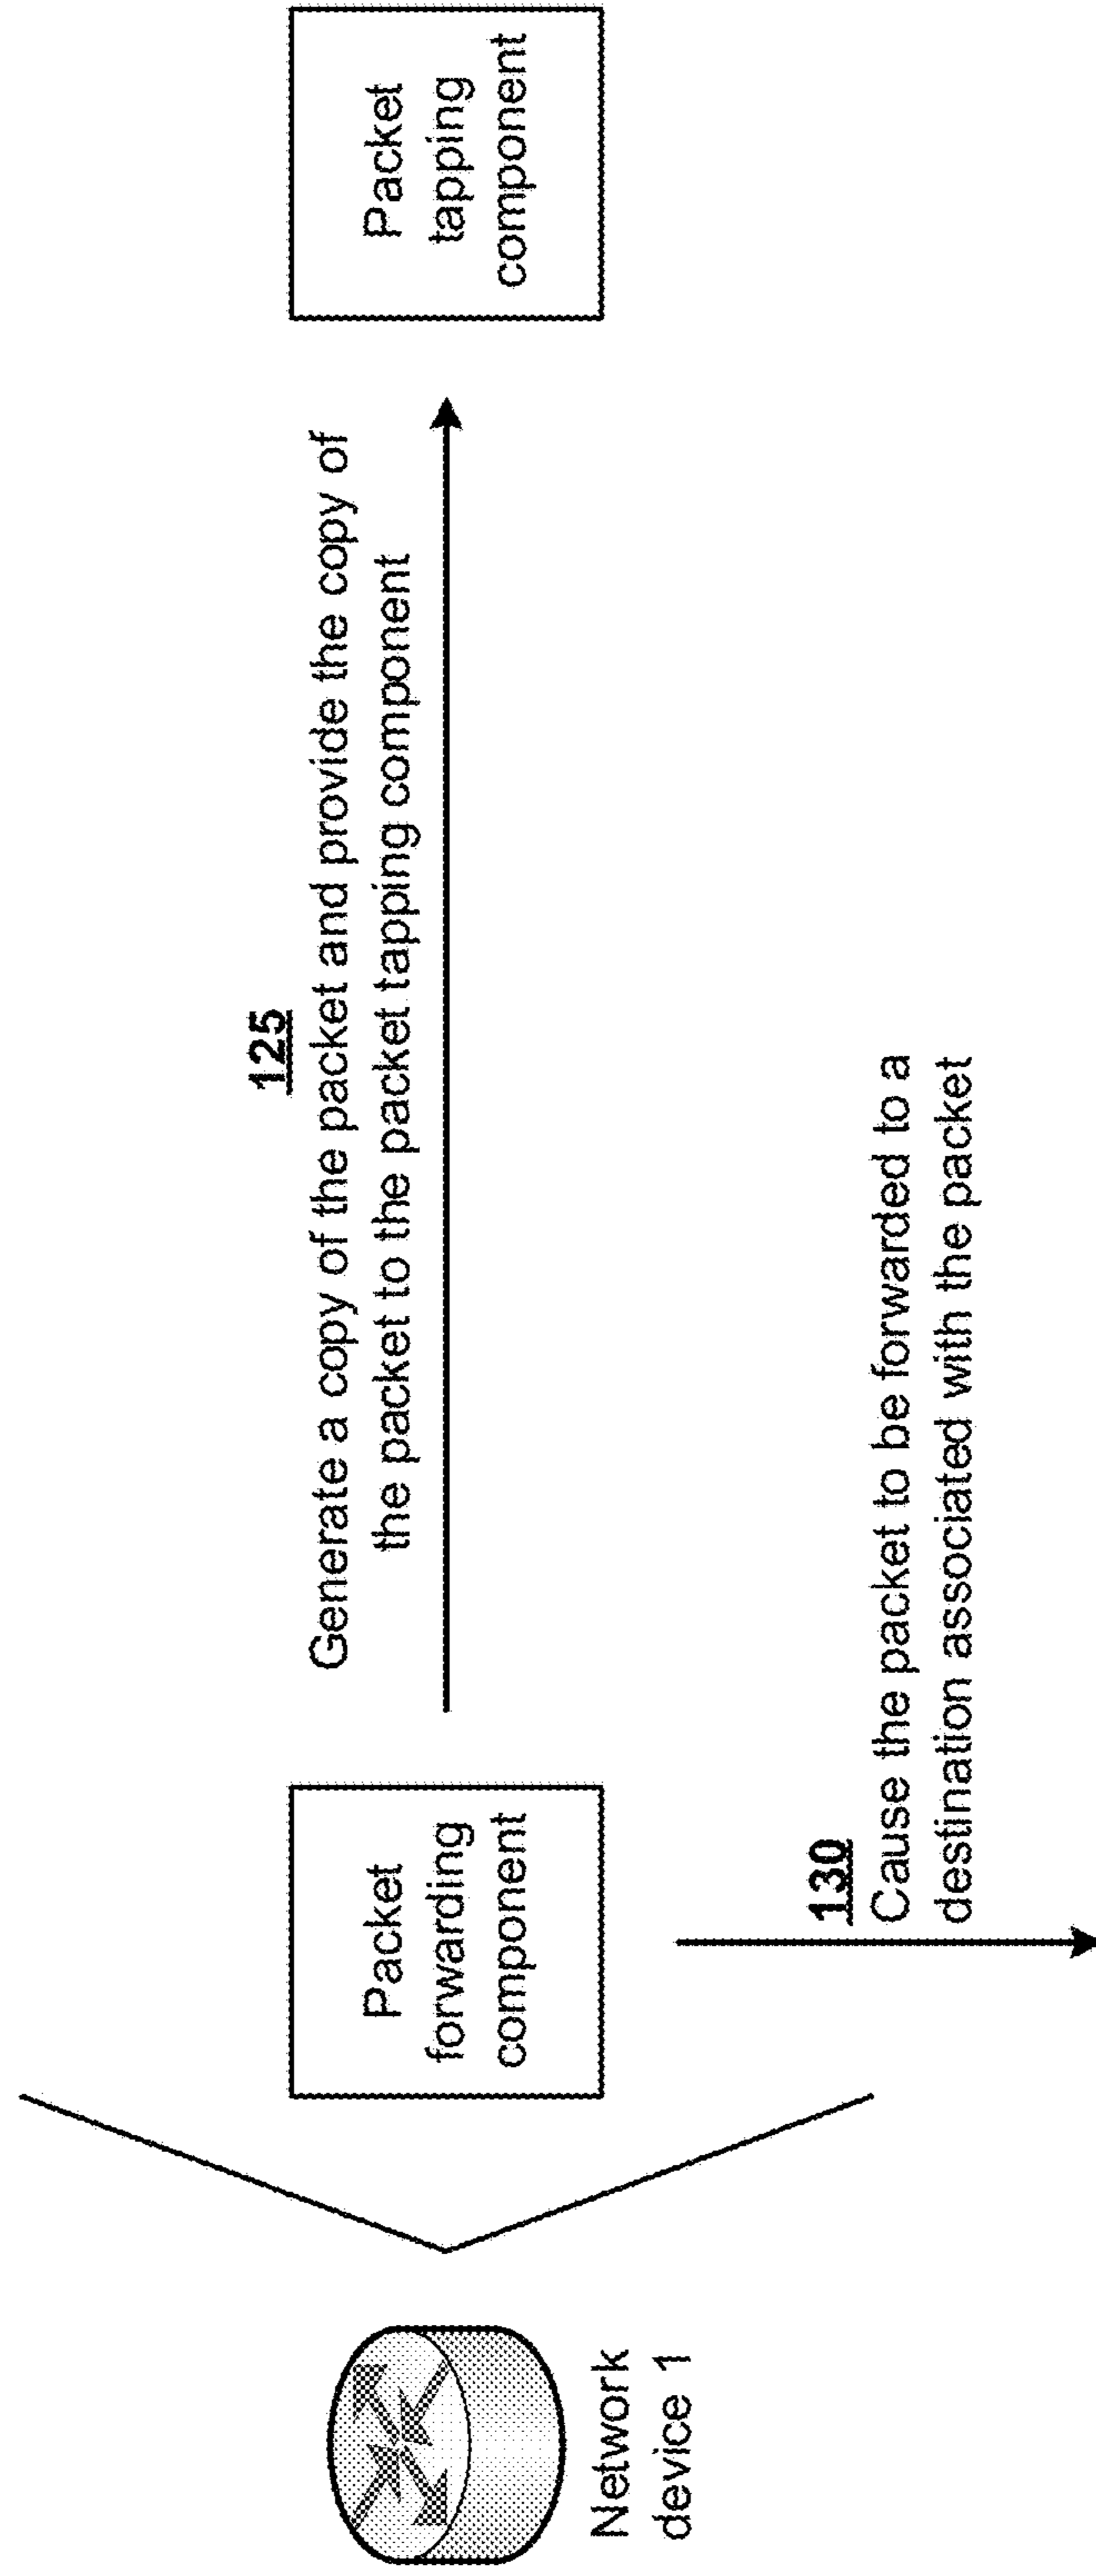 Network
device 1
Packet
forwarding
component
125
Generate a copy of the packet and provide the copy of
the packet to the packet tapping component
Packet
tapping
component
130
Cause the packet to be forwarded to a
destination associated with the packet